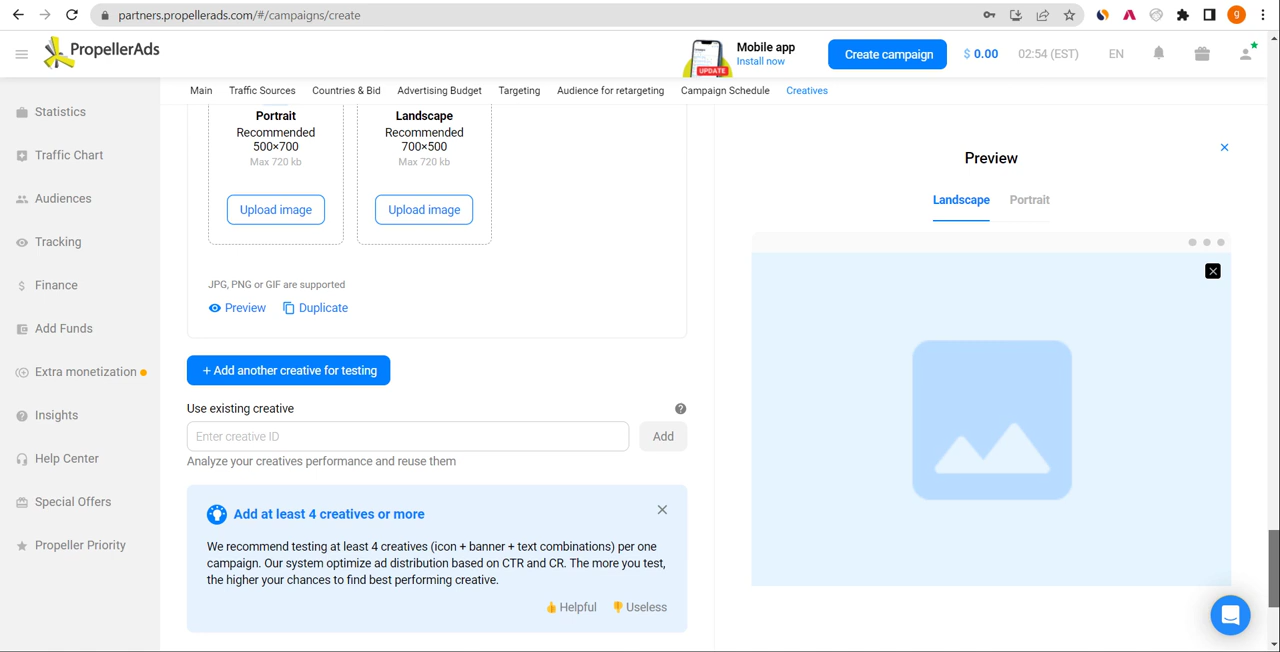 partners.propellerads.com/#/campaigns/create
g
PropellerAds
UPDATE
Mobile app
Install now
Create campaign
$ 0.00
02:54 (EST)
EN
Main
Traffic Sources
Countries & Bid
Advertising Budget
Targeting
Audience for retargeting
Campaign Schedule
Creatives
Statistics
Traffic Chart
Audiences
Tracking
Finance
Add Funds
Extra monetization
Insights
Help Center
Special Offers
Propeller Priority
Portrait
Recommended
500×700
Max 720 kb
Upload image
Landscape
Recommended
700×500
Max 720 kb
Upload image
JPG, PNG or GIF are supported
Preview
Duplicate
+ Add another creative for testing
Use existing creative
Enter creative ID
Add
Analyze your creatives performance and reuse them
Add at least 4 creatives or more
We recommend testing at least 4 creatives (icon + banner + text combinations) per one
campaign. Our system optimize ad distribution based on CTR and CR. The more you test,
the higher your chances to find best performing creative.
Helpful
Useless
Preview
Landscape
Portrait